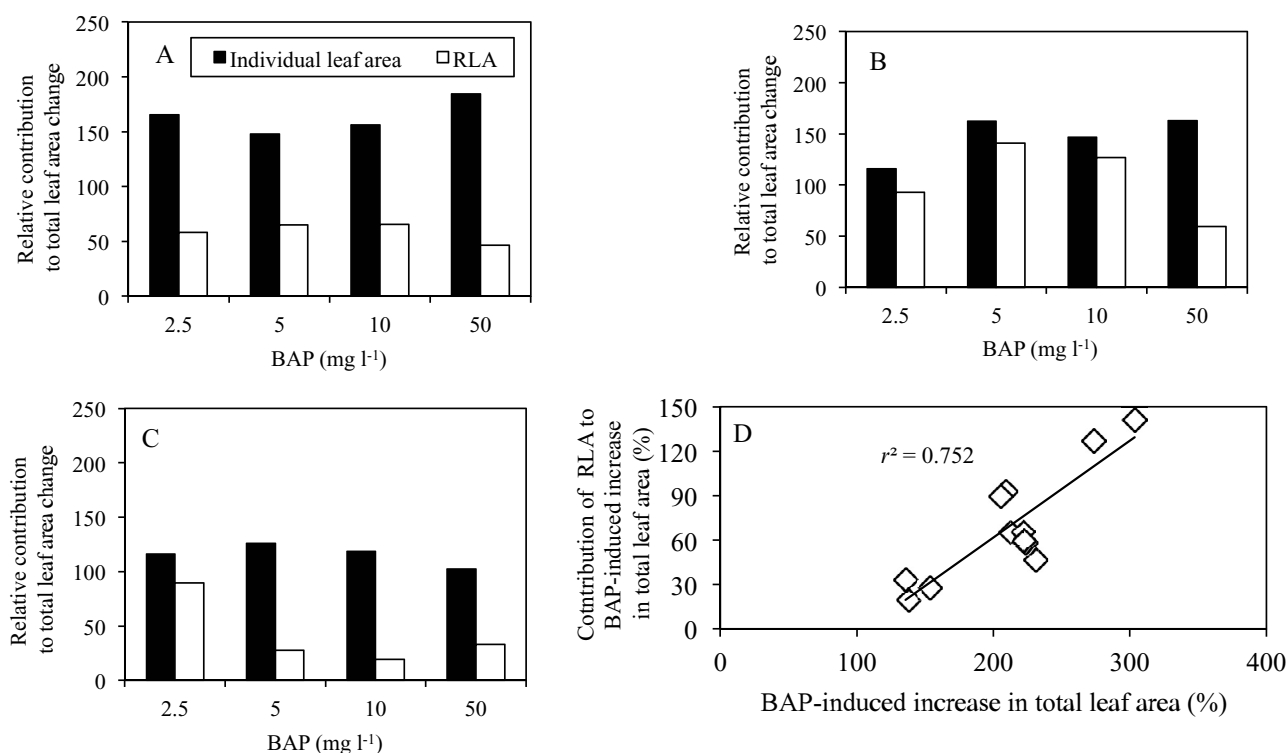 A
Individual leaf area
RLA
Relative contribution
to total leaf area change
250
200
150
100
50
0
2.5 5 10 50
BAP (mg l-1)
B
Relative contribution
to total leaf area change
250
200
150
100
50
0
2.5 5 10 50
BAP (mg l-1)
C
Relative contribution
to total leaf area change
250
200
150
100
50
0
2.5 5 10 50
BAP (mg l-1)
D
r² = 0.752
Cotntribution of RLA to
BAP-induced increase
in total leaf area (%)
150
120
90
60
30
0
0 100 200 300 400
BAP-induced increase in total leaf area (%)